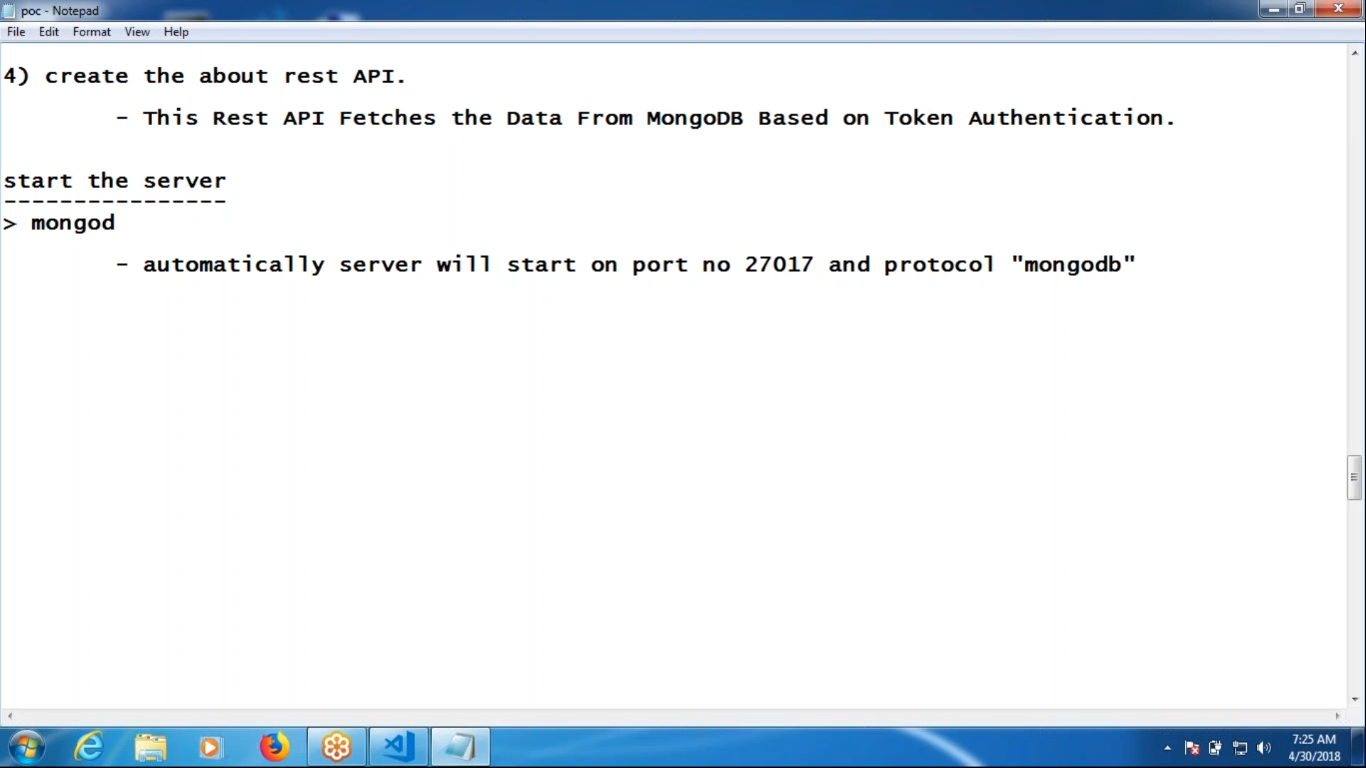 poc - Notepad
File Edit Format View Help
4) create the about rest API.
- This Rest API Fetches the Data From MongoDB Based on Token Authentication.
start the server
----------------
> mongod
- automatically server will start on port no 27017 and protocol "mongodb"
7:25 AM
4/30/2018